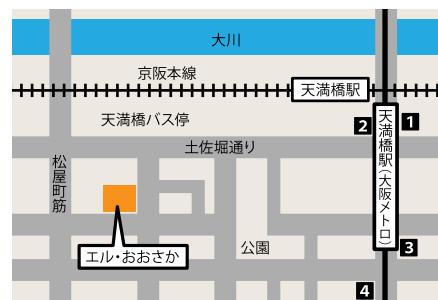 大川
京阪本線
天満橋駅
天満橋バス停
1
2
土佐堀通り
天満橋駅(大阪メトロ)
松屋町筋
エル・おおさか
公園
3
4